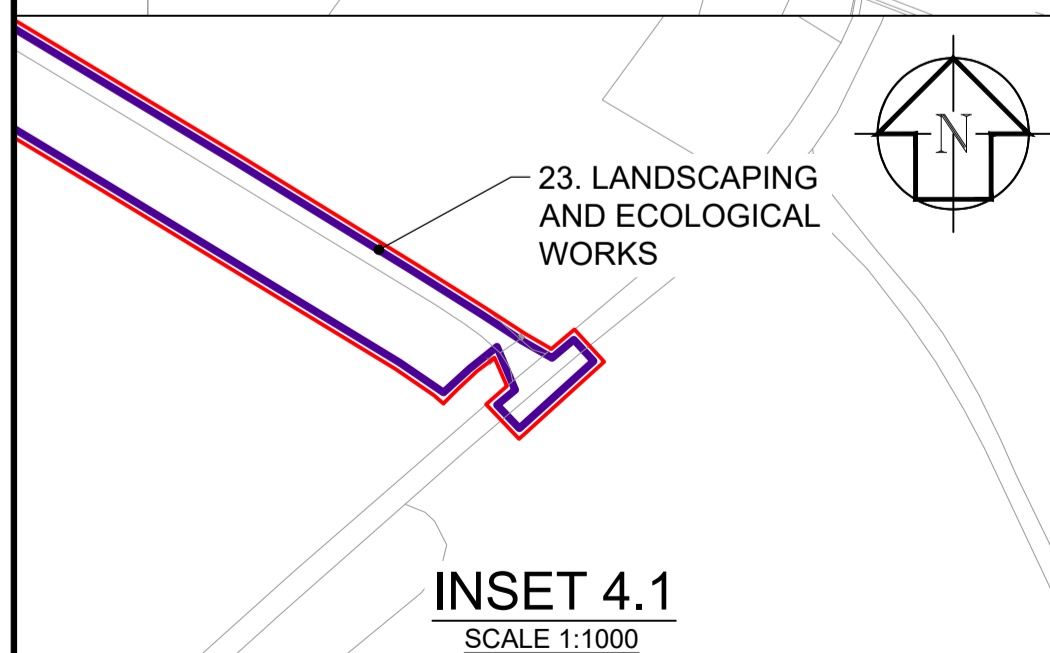 23. LANDSCAPING
AND ECOLOGICAL
WORKS
N
INSET 4.1
SCALE 1:1000